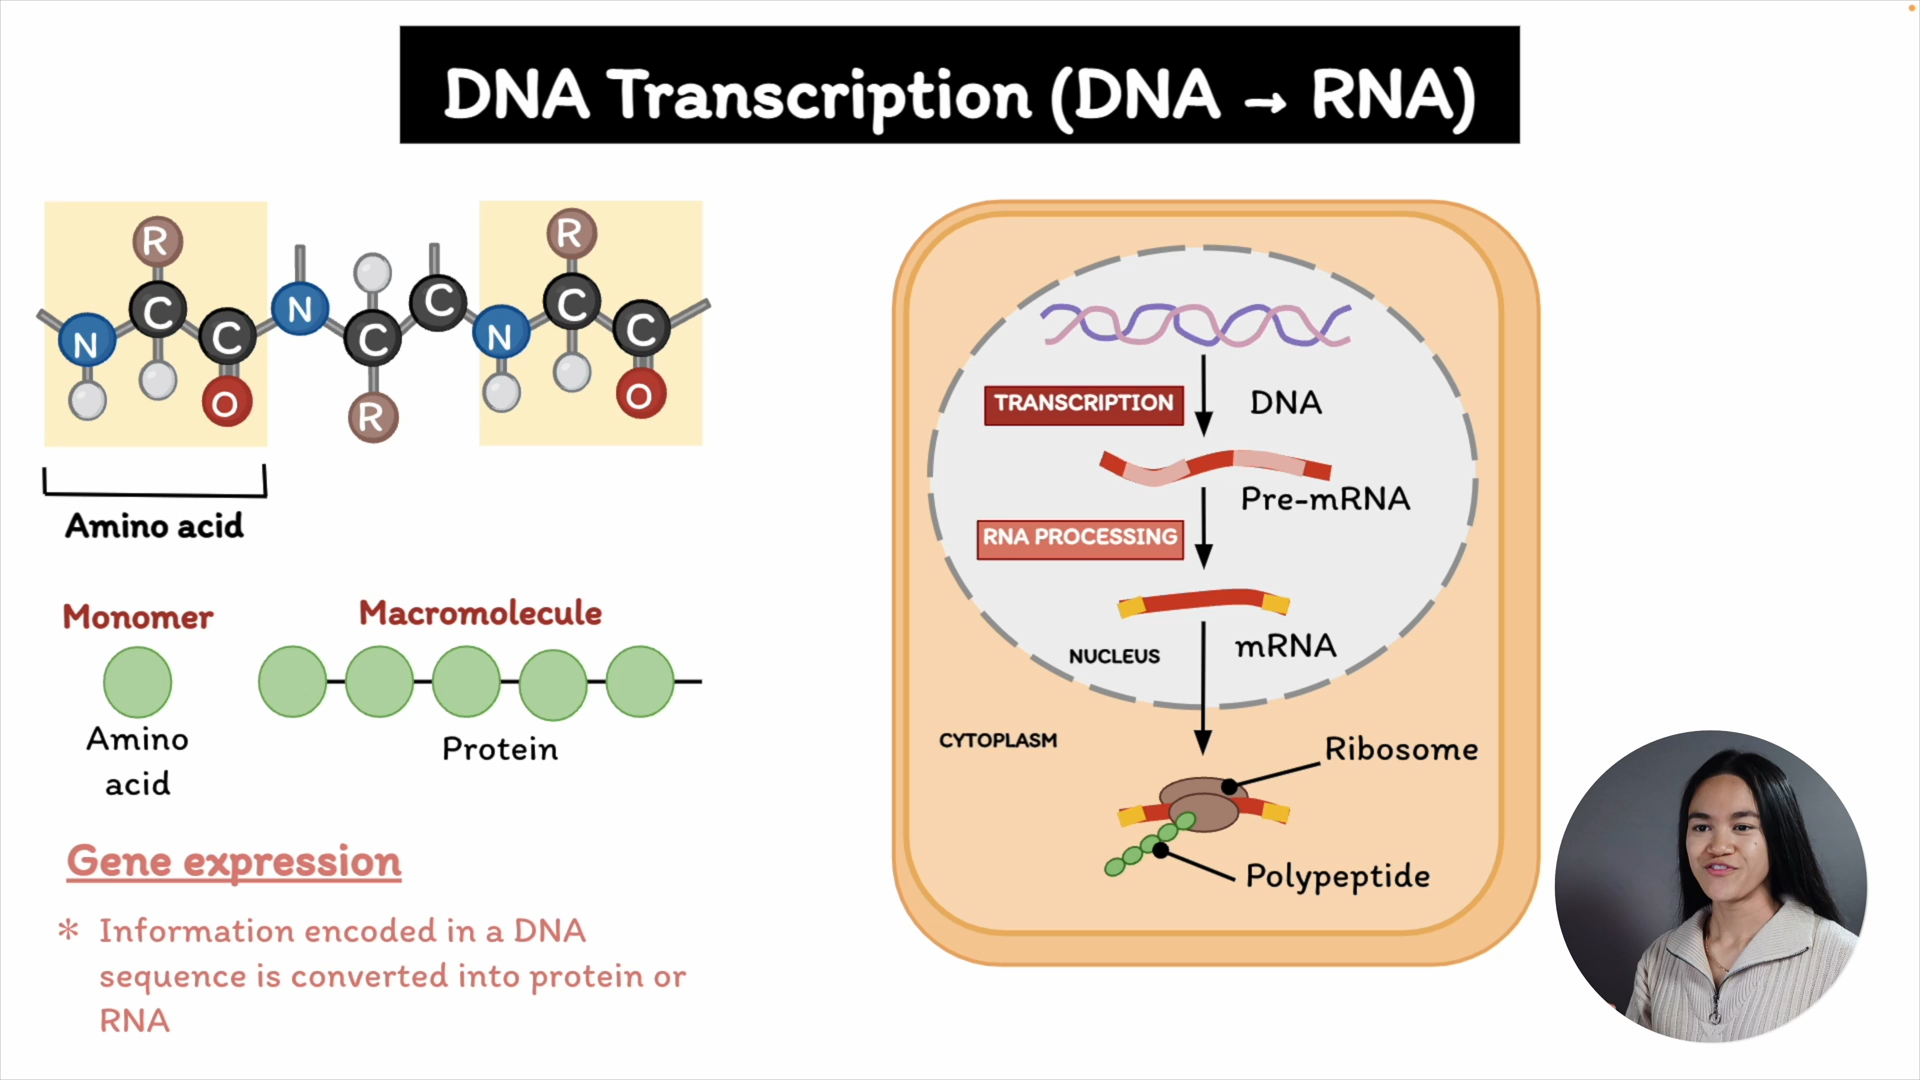 DNA Transcription (DNA → RNA)
R
R
N
C
C
N
C
C
N
C
C
O
R
O
Amino acid
Monomer
Macromolecule
Amino
acid
Protein
Gene expression
* Information encoded in a DNA
sequence is converted into protein or
RNA
TRANSCRIPTION
DNA
Pre-mRNA
RNA PROCESSING
mRNA
NUCLEUS
CYTOPLASM
Ribosome
Polypeptide